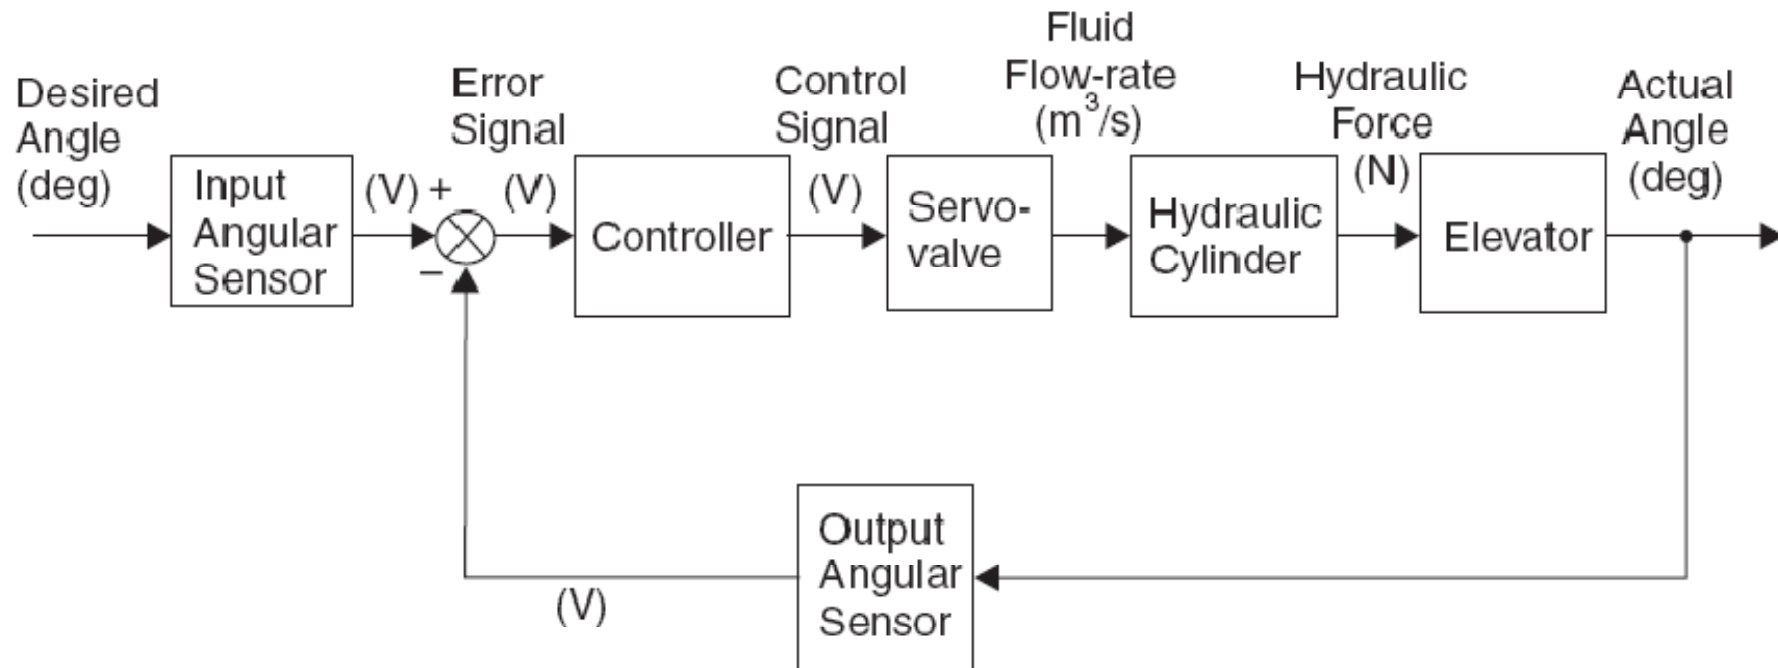 Desired
Angle
(deg)
Input
Angular
Sensor
(V)
+
−
Error
Signal
(V)
Controller
Control
Signal
(V)
Servo-
valve
Fluid
Flow-rate
(m³/s)
Hydraulic
Cylinder
Hydraulic
Force
(N)
Elevator
Actual
Angle
(deg)
Output
Angular
Sensor
(V)